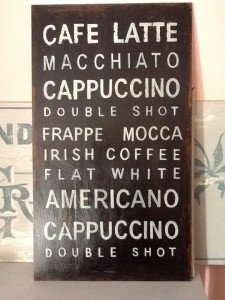 CAFE LATTE
MACCHIATO
CAPPUCCINO
DOUBLE SHOT
FRAPPE MOCCA
IRISH COFFEE
FLAT WHITE
AMERICANO
CAPPUCCINO
DOUBLE SHOT